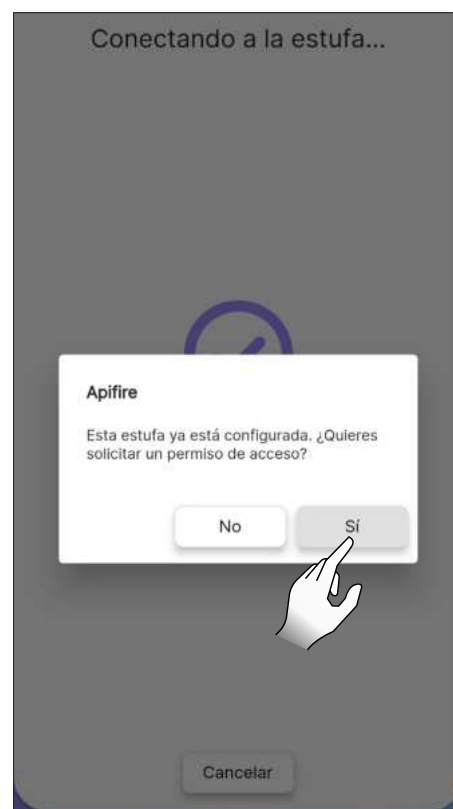 Conectando a la estufa...
Apifire
Esta estufa ya está configurada. ¿Quieres
solicitar un permiso de acceso?
No
Sí
Cancelar